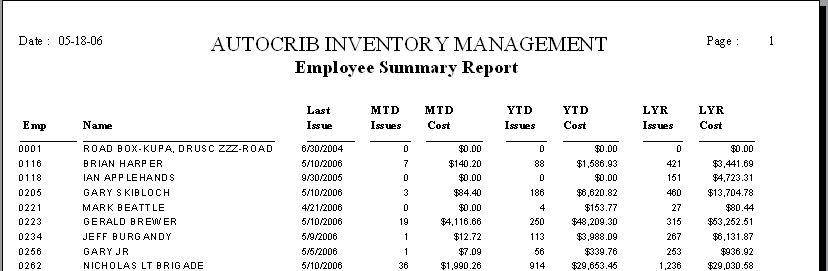 Date : 05-18-06 AUTOCRIB INVENTORY MANAGEMENT Page : 1
Employee Summary Report
Last MTD MTD YTD YTD LYR LYR
Emp Name Issue Issues Cost Issues Cost Issues Cost
0001 ROAD BOX-KUPA, DRUSC ZZZ-ROAD 6/30/2004 0 $0.00 0 $0.00 0 $0.00
0116 BRIAN HARPER 5/10/2006 7 $140.20 88 $1,586.93 421 $3,441.69
0118 IAN APPLEHANDS 9/30/2005 0 $0.00 0 $0.00 151 $4,723.31
0205 GARY SKIBLOCH 5/10/2006 3 $84.40 186 $6,620.82 460 $13,704.78
0221 MARK BEATTLE 4/21/2006 0 $0.00 4 $153.77 27 $80.44
0223 GERALD BREWER 5/10/2006 19 $4,116.66 250 $48,209.30 315 $53,252.51
0234 JEFF BURGANDY 5/9/2006 1 $12.72 113 $3,988.09 267 $6,131.87
0256 GARY JR 5/5/2006 1 $7.09 56 $339.76 253 $936.92
0262 NICHOLAS LT BRIGADE 5/10/2006 36 $1,990.26 914 $29,653.45 1,236 $29,030.58